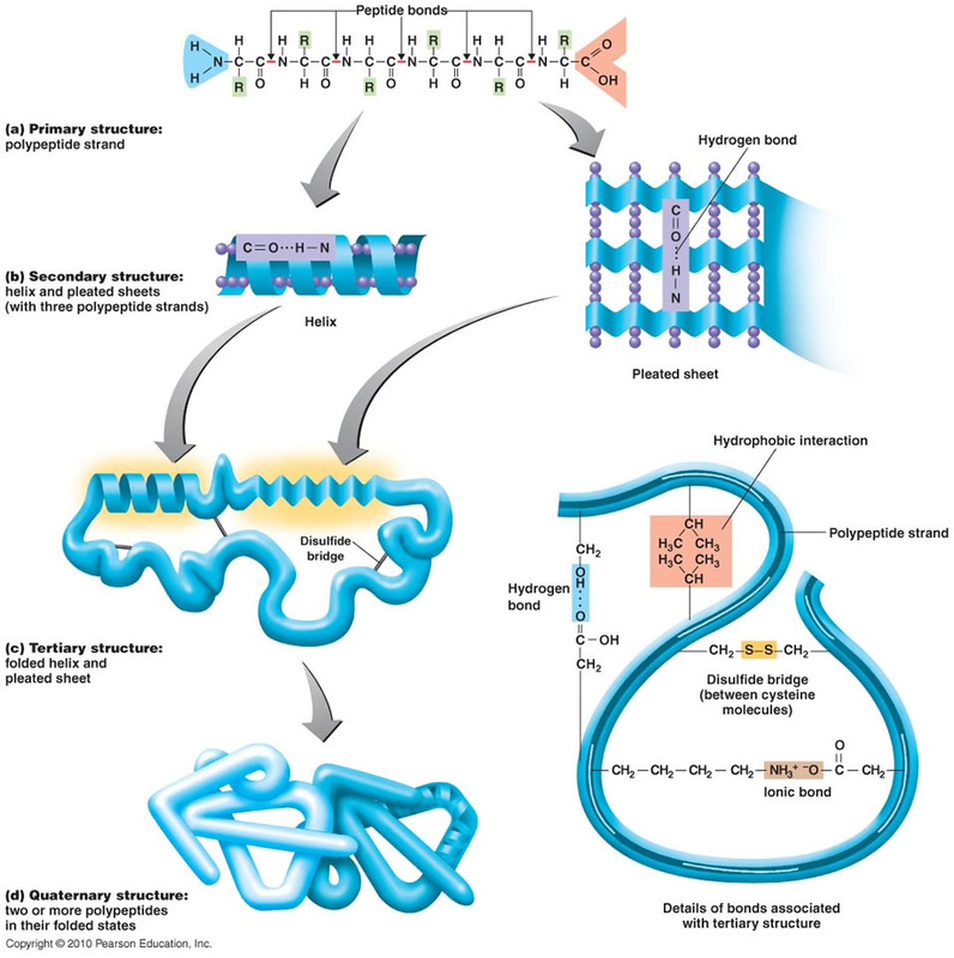 Peptide bonds
H H R H H H R H H H R O
H N C C N C C N C C N C C N C C N C C
H R O H O R O H O R O H OH
(a) Primary structure:
polypeptide strand
Hydrogen bond
C=O···H–N
C
O
H
N
(b) Secondary structure:
helix and pleated sheets
(with three polypeptide strands)
Helix
Pleated sheet
Hydrophobic interaction
Disulfide
bridge
Polypeptide strand
CH
H₃C CH₃
H₃C CH₃
CH
CH₂
OH
O
C–OH
CH₂
Hydrogen
bond
–CH₂–S–S–CH₂–
Disulfide bridge
(between cysteine
molecules)
(c) Tertiary structure:
folded helix and
pleated sheet
O
–CH₂–CH₂–CH₂–CH₂–NH₃⁺ ⁻O–C–CH₂–
Ionic bond
(d) Quaternary structure:
two or more polypeptides
in their folded states
Details of bonds associated
with tertiary structure
Copyright © 2010 Pearson Education, Inc.